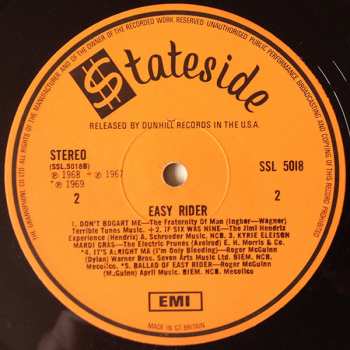 ALL RIGHTS OF THE MANUFACTURER AND OF THE OWNER OF THE RECORDED WORK RESERVED UNAUTHORISED PUBLIC PERFORMANCE BROADCASTING AND COPYING OF THIS RECORD PROHIBITED
THE GRAMOPHONE CO. LTD.
$tateside
RELEASED BY DUNHILL RECORDS IN THE U.S.A.
STEREO
SSL 5018
(SSL.5018B)
℗ 1968 — ℗ 1967
℗ 1969
2
2
EASY RIDER
1. DON'T BOGART ME—The Fraternity Of Man (Ingber—Wagner)
Terrible Tunes Music. +2. IF SIX WAS NINE—The Jimi Hendrix
Experience (Hendrix) A. Schroeder Music. NCB. 3. KYRIE ELEISON
MARDI GRAS—The Electric Prunes (Axelrod) E. H. Morris & Co.
*4. IT'S ALRIGHT MA (I'm Only Bleeding)—Roger McGuinn
(Dylan) Warner Bros. Seven Arts Music Ltd. BIEM. NCB.
Mecolico. *5. BALLAD OF EASY RIDER—Roger McGuinn
(McGuinn) April Music. BIEM. NCB. Mecolico
EMI
MADE IN GT BRITAIN